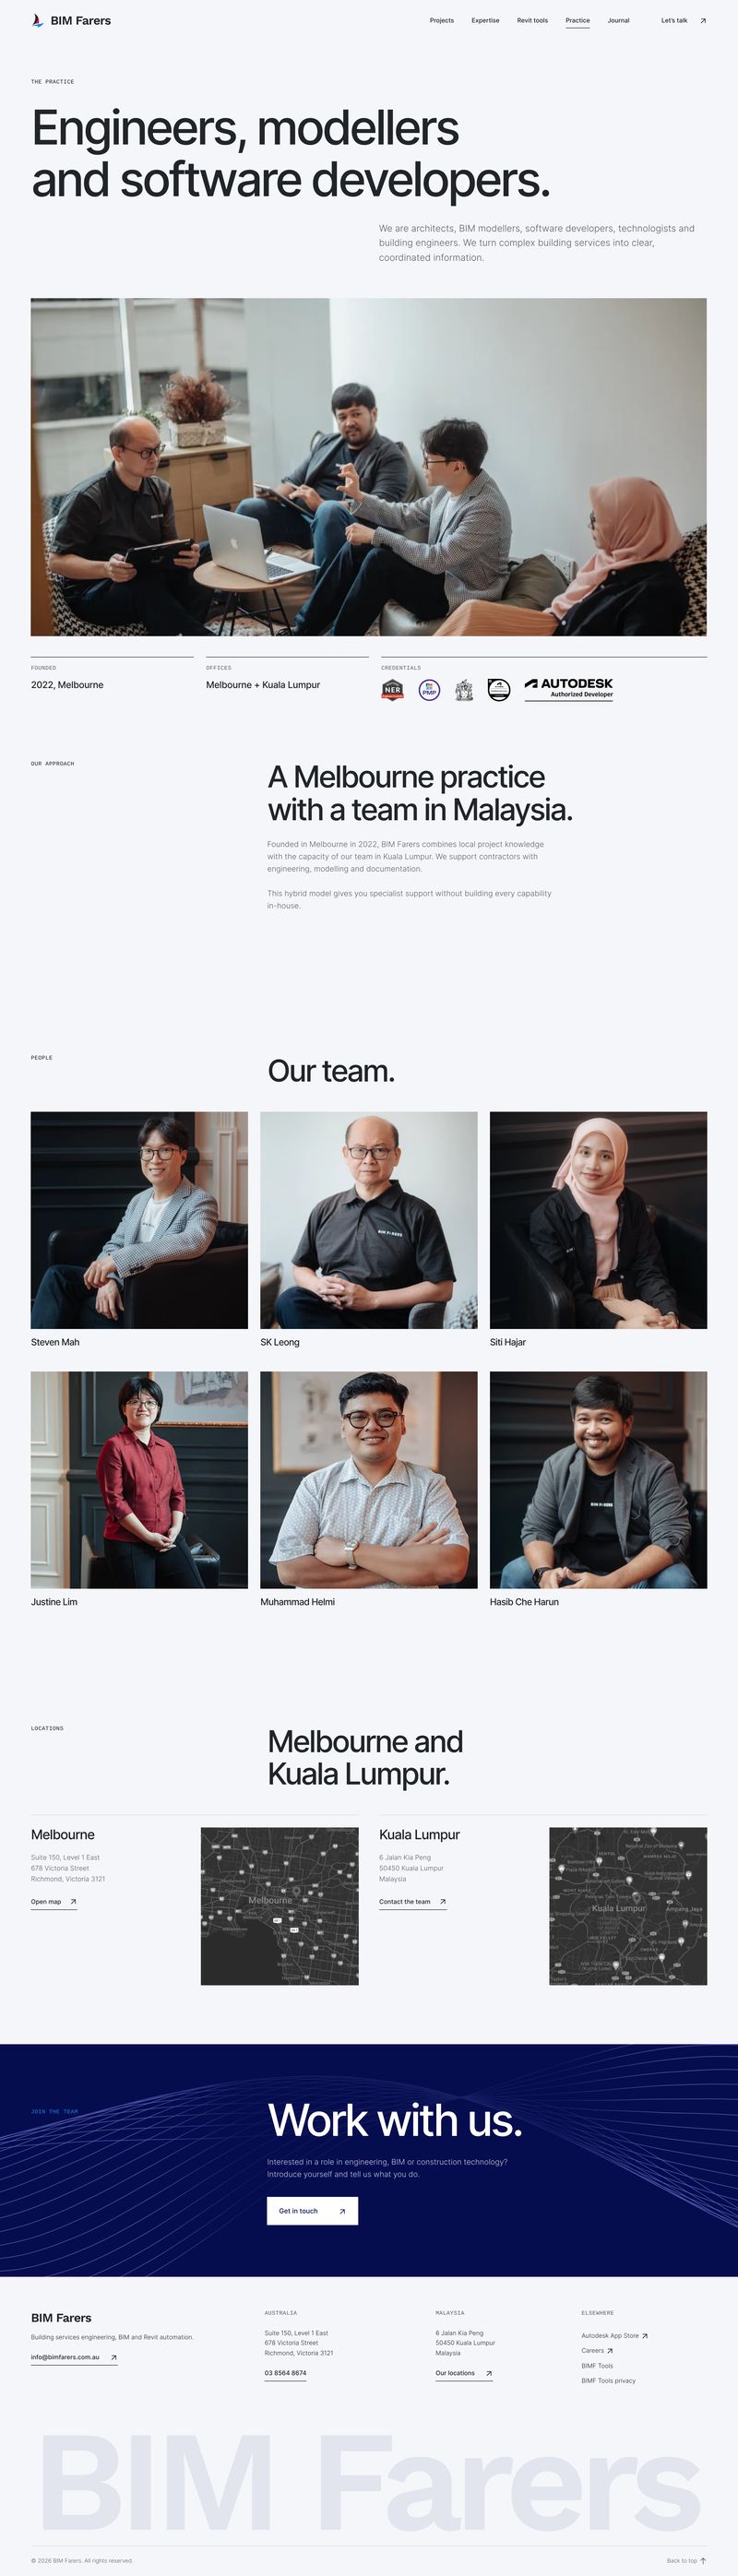 BIM Farers
Projects
Expertise
Revit tools
Practice
Journal
Let's talk
THE PRACTICE
Engineers, modellers
and software developers.
We are architects, BIM modellers, software developers, technologists and
building engineers. We turn complex building services into clear,
coordinated information.
FOUNDED
2022, Melbourne
OFFICES
Melbourne + Kuala Lumpur
CREDENTIALS
NER
PMP
AUTODESK
Authorized Developer
OUR APPROACH
A Melbourne practice
with a team in Malaysia.
Founded in Melbourne in 2022, BIM Farers combines local project knowledge
with the capacity of our team in Kuala Lumpur. We support contractors with
engineering, modelling and documentation.
This hybrid model gives you specialist support without building every capability
in-house.
PEOPLE
Our team.
Steven Mah
SK Leong
Siti Hajar
Justine Lim
Muhammad Helmi
Hasib Che Harun
LOCATIONS
Melbourne and
Kuala Lumpur.
Melbourne
Suite 150, Level 1 East
678 Victoria Street
Richmond, Victoria 3121
Open map
Melbourne
Kuala Lumpur
6 Jalan Kia Peng
50450 Kuala Lumpur
Malaysia
Contact the team
Kuala Lumpur
Ampang Jaya
JOIN THE TEAM
Work with us.
Interested in a role in engineering, BIM or construction technology?
Introduce yourself and tell us what you do.
Get in touch
BIM Farers
Building services engineering, BIM and Revit automation.
info@bimfarers.com.au
AUSTRALIA
Suite 150, Level 1 East
678 Victoria Street
Richmond, Victoria 3121
03 8564 8674
MALAYSIA
6 Jalan Kia Peng
50450 Kuala Lumpur
Malaysia
Our locations
ELSEWHERE
Autodesk App Store
Careers
BIMF Tools
BIMF Tools privacy
BIM Farers
© 2026 BIM Farers. All rights reserved.
Back to top